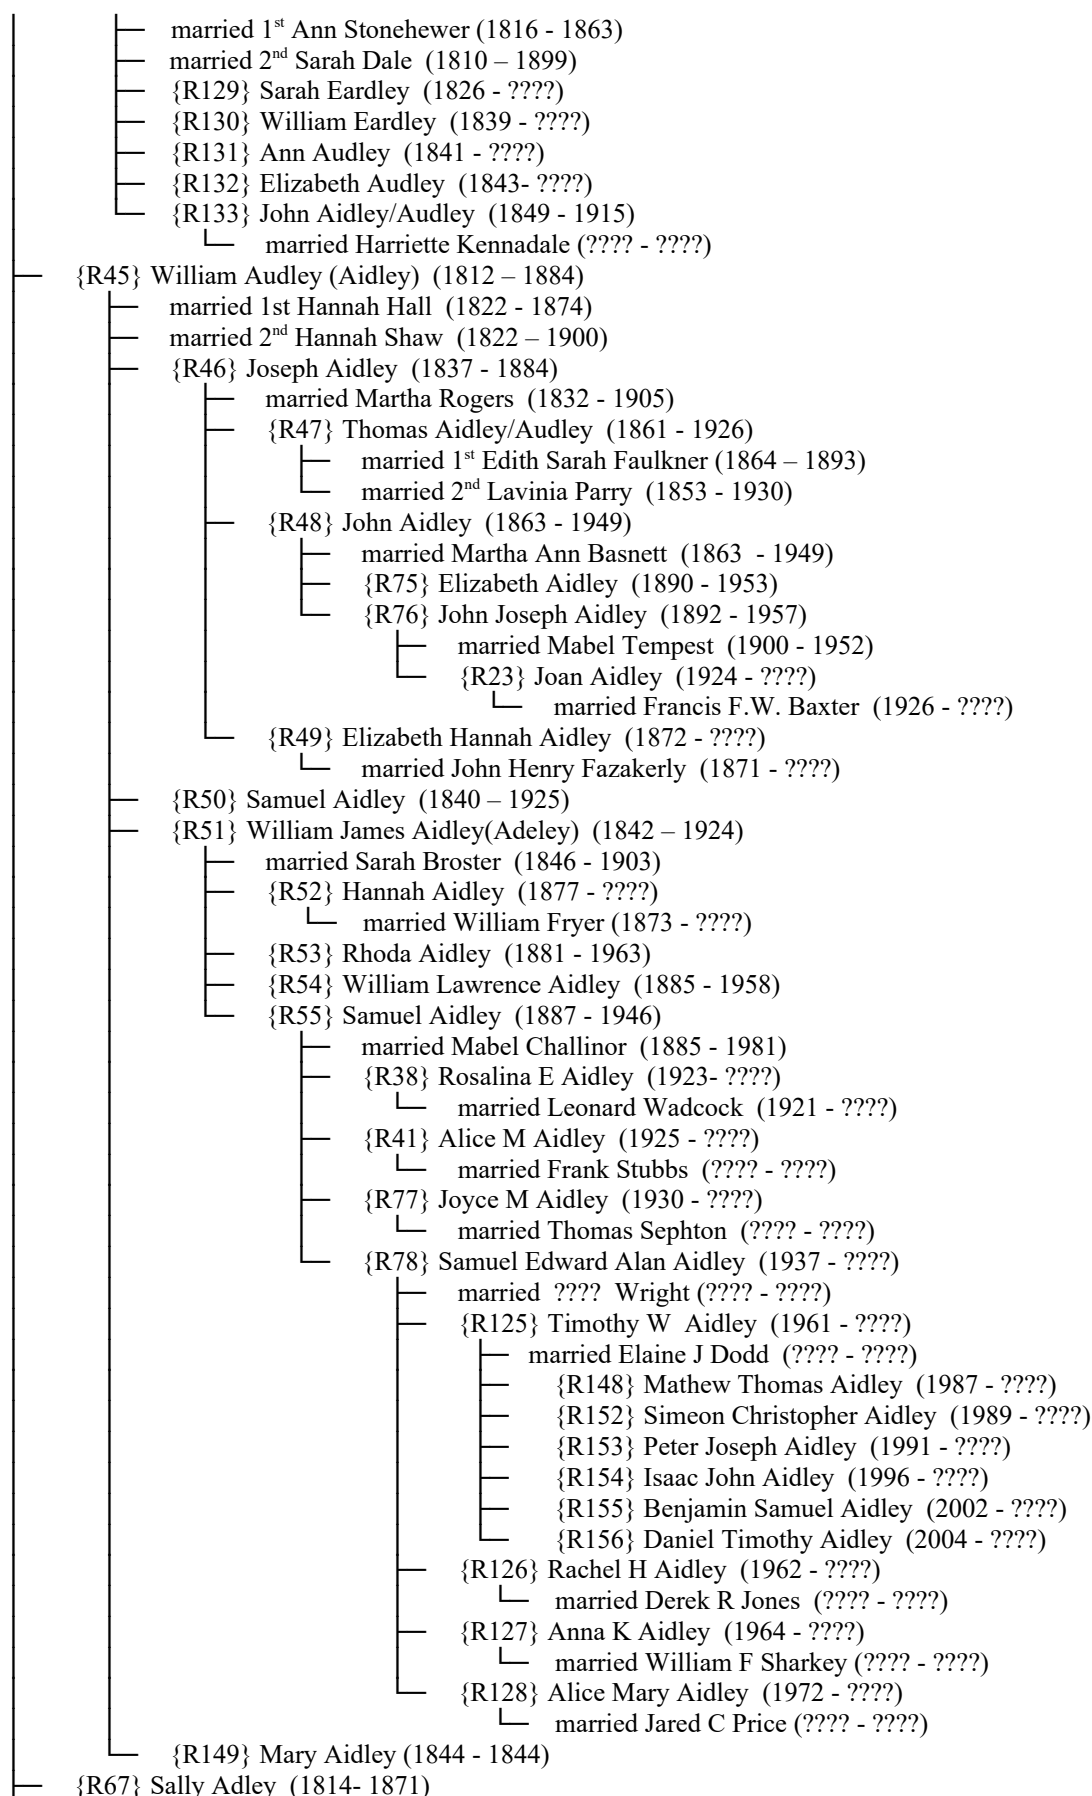 married 1st Ann Stonehewer (1816 - 1863)
married 2nd Sarah Dale (1810 – 1899)
{R129} Sarah Eardley (1826 - ????)
{R130} William Eardley (1839 - ????)
{R131} Ann Audley (1841 - ????)
{R132} Elizabeth Audley (1843- ????)
{R133} John Aidley/Audley (1849 - 1915)
married Harriette Kennadale (???? - ????)
{R45} William Audley (Aidley) (1812 – 1884)
married 1st Hannah Hall (1822 - 1874)
married 2nd Hannah Shaw (1822 – 1900)
{R46} Joseph Aidley (1837 - 1884)
married Martha Rogers (1832 - 1905)
{R47} Thomas Aidley/Audley (1861 - 1926)
married 1st Edith Sarah Faulkner (1864 – 1893)
married 2nd Lavinia Parry (1853 - 1930)
{R48} John Aidley (1863 - 1949)
married Martha Ann Basnett (1863 - 1949)
{R75} Elizabeth Aidley (1890 - 1953)
{R76} John Joseph Aidley (1892 - 1957)
married Mabel Tempest (1900 - 1952)
{R23} Joan Aidley (1924 - ????)
married Francis F.W. Baxter (1926 - ????)
{R49} Elizabeth Hannah Aidley (1872 - ????)
married John Henry Fazakerly (1871 - ????)
{R50} Samuel Aidley (1840 – 1925)
{R51} William James Aidley(Adeley) (1842 – 1924)
married Sarah Broster (1846 - 1903)
{R52} Hannah Aidley (1877 - ????)
married William Fryer (1873 - ????)
{R53} Rhoda Aidley (1881 - 1963)
{R54} William Lawrence Aidley (1885 - 1958)
{R55} Samuel Aidley (1887 - 1946)
married Mabel Challinor (1885 - 1981)
{R38} Rosalina E Aidley (1923- ????)
married Leonard Wadcock (1921 - ????)
{R41} Alice M Aidley (1925 - ????)
married Frank Stubbs (???? - ????)
{R77} Joyce M Aidley (1930 - ????)
married Thomas Sephton (???? - ????)
{R78} Samuel Edward Alan Aidley (1937 - ????)
married ???? Wright (???? - ????)
{R125} Timothy W Aidley (1961 - ????)
married Elaine J Dodd (???? - ????)
{R148} Mathew Thomas Aidley (1987 - ????)
{R152} Simeon Christopher Aidley (1989 - ????)
{R153} Peter Joseph Aidley (1991 - ????)
{R154} Isaac John Aidley (1996 - ????)
{R155} Benjamin Samuel Aidley (2002 - ????)
{R156} Daniel Timothy Aidley (2004 - ????)
{R126} Rachel H Aidley (1962 - ????)
married Derek R Jones (???? - ????)
{R127} Anna K Aidley (1964 - ????)
married William F Sharkey (???? - ????)
{R128} Alice Mary Aidley (1972 - ????)
married Jared C Price (???? - ????)
{R149} Mary Aidley (1844 - 1844)
{R67} Sally Adley (1814- 1871)